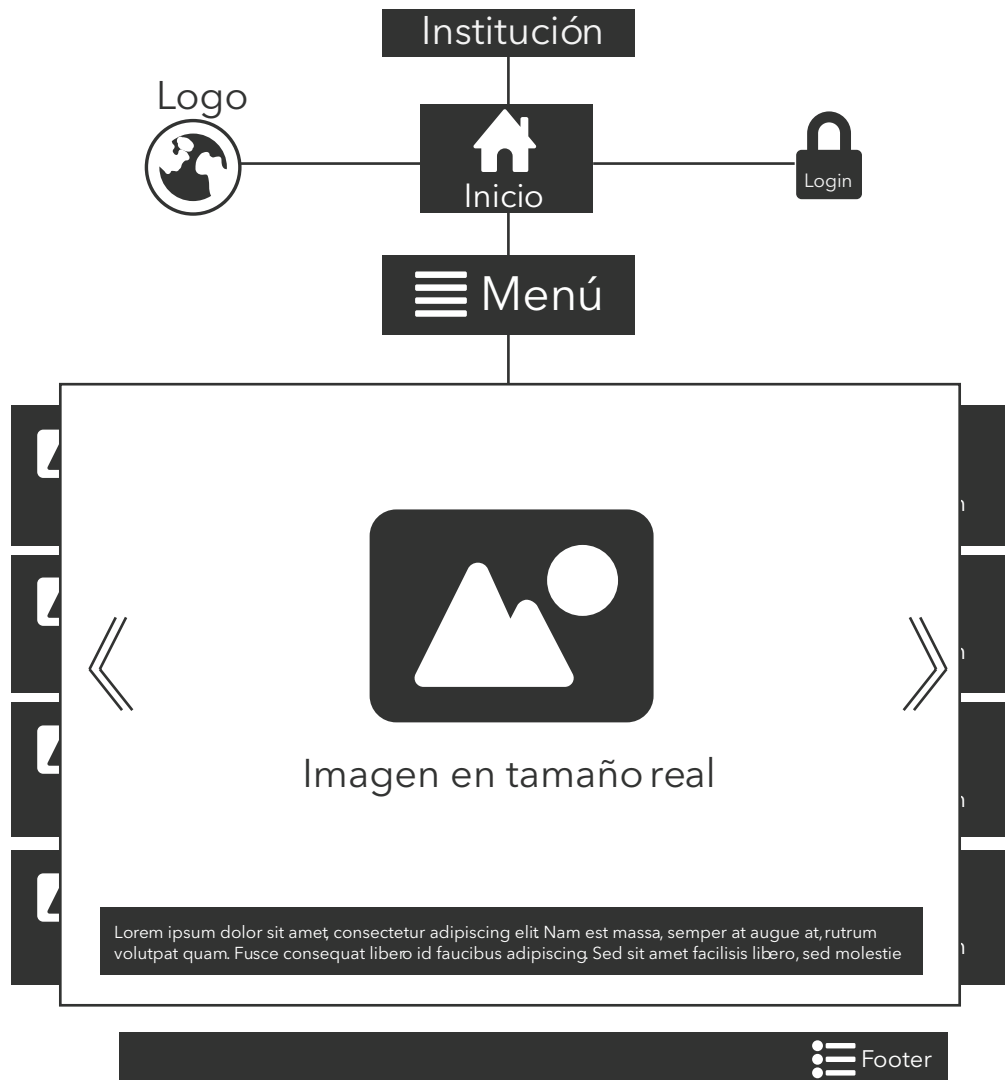 Institución
Logo
Inicio
Login
Menú
Imagen en tamaño real
Lorem ipsum dolor sit amet, consectetur adipiscing elit. Nam est massa, semper at augue at, rutrum
volutpat quam. Fusce consequat libero id faucibus adipiscing. Sed sit amet facilisis libero, sed molestie
Footer